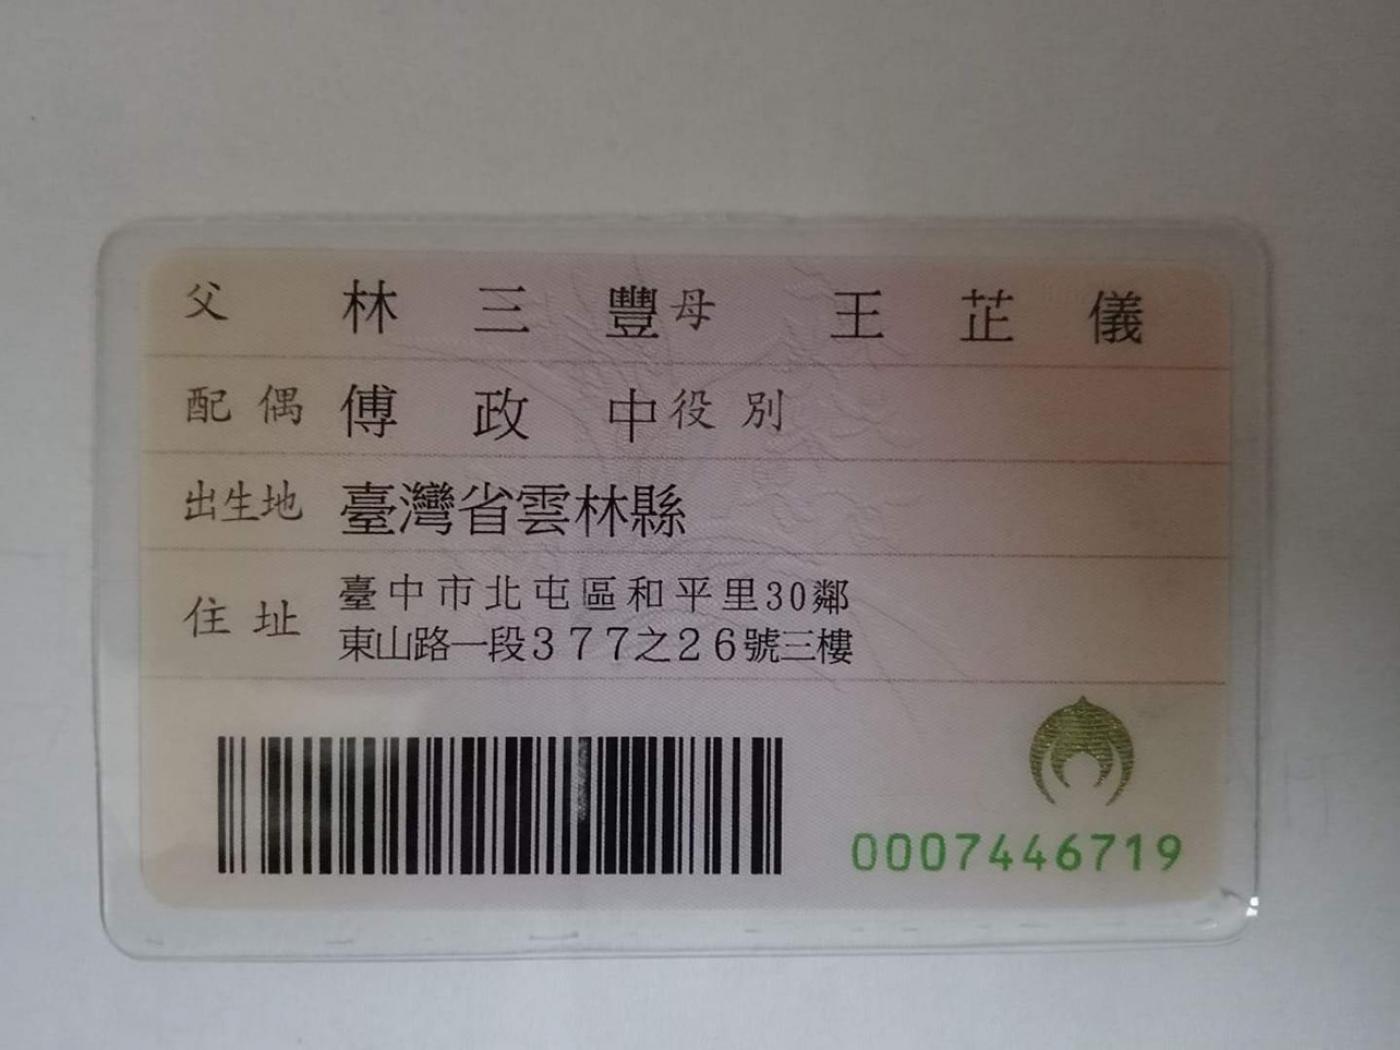 父 林三豐 母 王芷儀
配偶 傅政中 役別
出生地 臺灣省雲林縣
住址 臺中市北屯區和平里30鄰
東山路一段377之26號三樓
0007446719